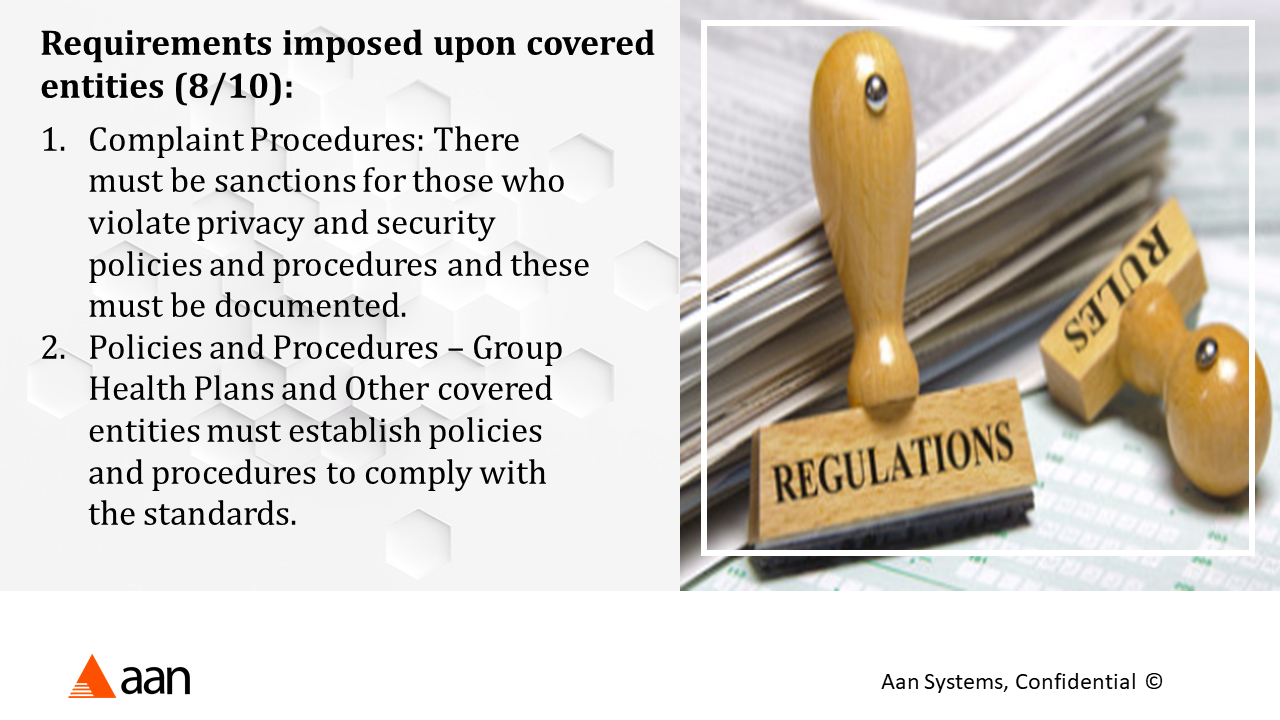 Requirements imposed upon covered
entities (8/10):
1. Complaint Procedures: There
must be sanctions for those who
violate privacy and security
policies and procedures and these
must be documented.
2. Policies and Procedures – Group
Health Plans and Other covered
entities must establish policies
and procedures to comply with
the standards.
RULES
REGULATIONS
aan
Aan Systems, Confidential ©